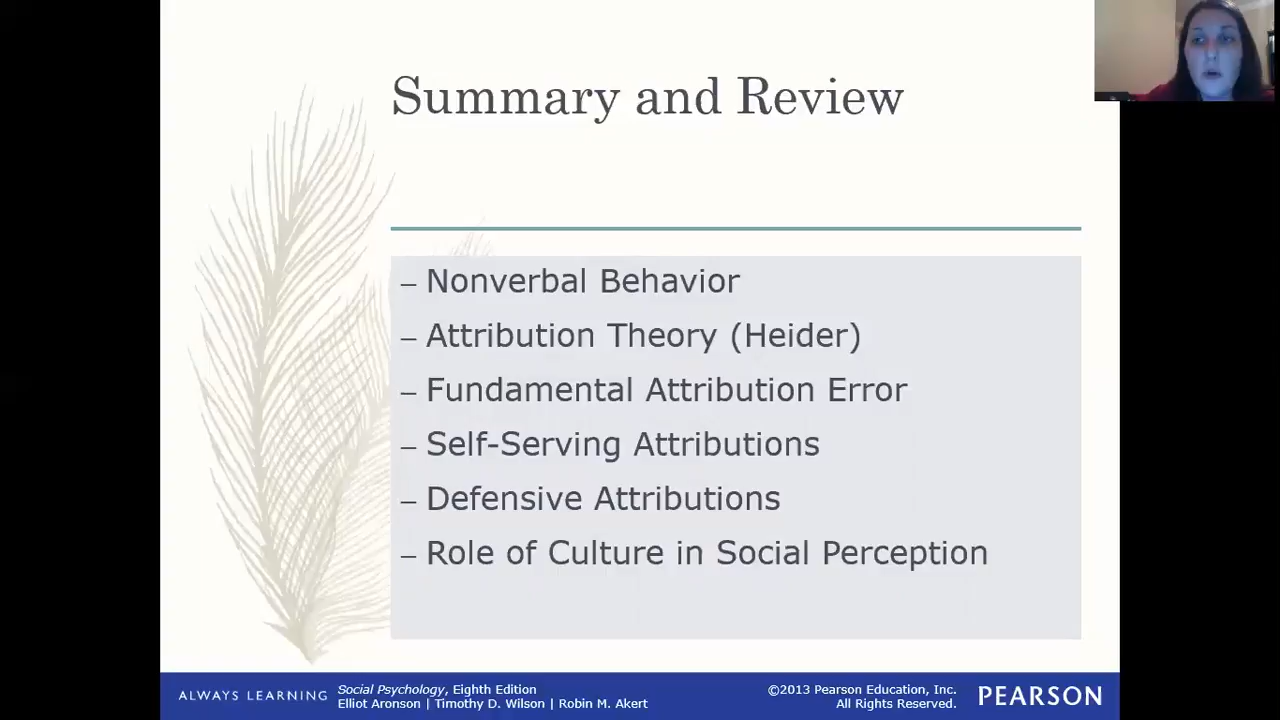 Summary and Review
– Nonverbal Behavior
– Attribution Theory (Heider)
– Fundamental Attribution Error
– Self-Serving Attributions
– Defensive Attributions
– Role of Culture in Social Perception
ALWAYS LEARNING
Social Psychology, Eighth Edition
Elliot Aronson | Timothy D. Wilson | Robin M. Akert
©2013 Pearson Education, Inc.
All Rights Reserved.
PEARSON